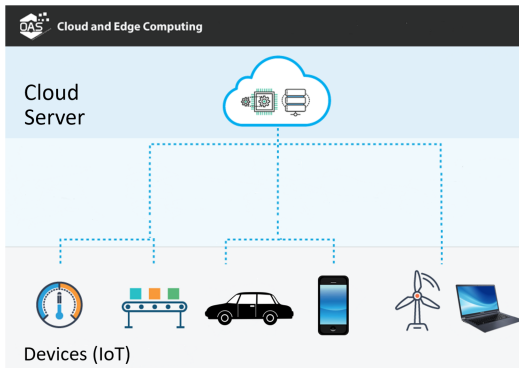 OAS
Cloud and Edge Computing
Cloud
Server
Devices (IoT)